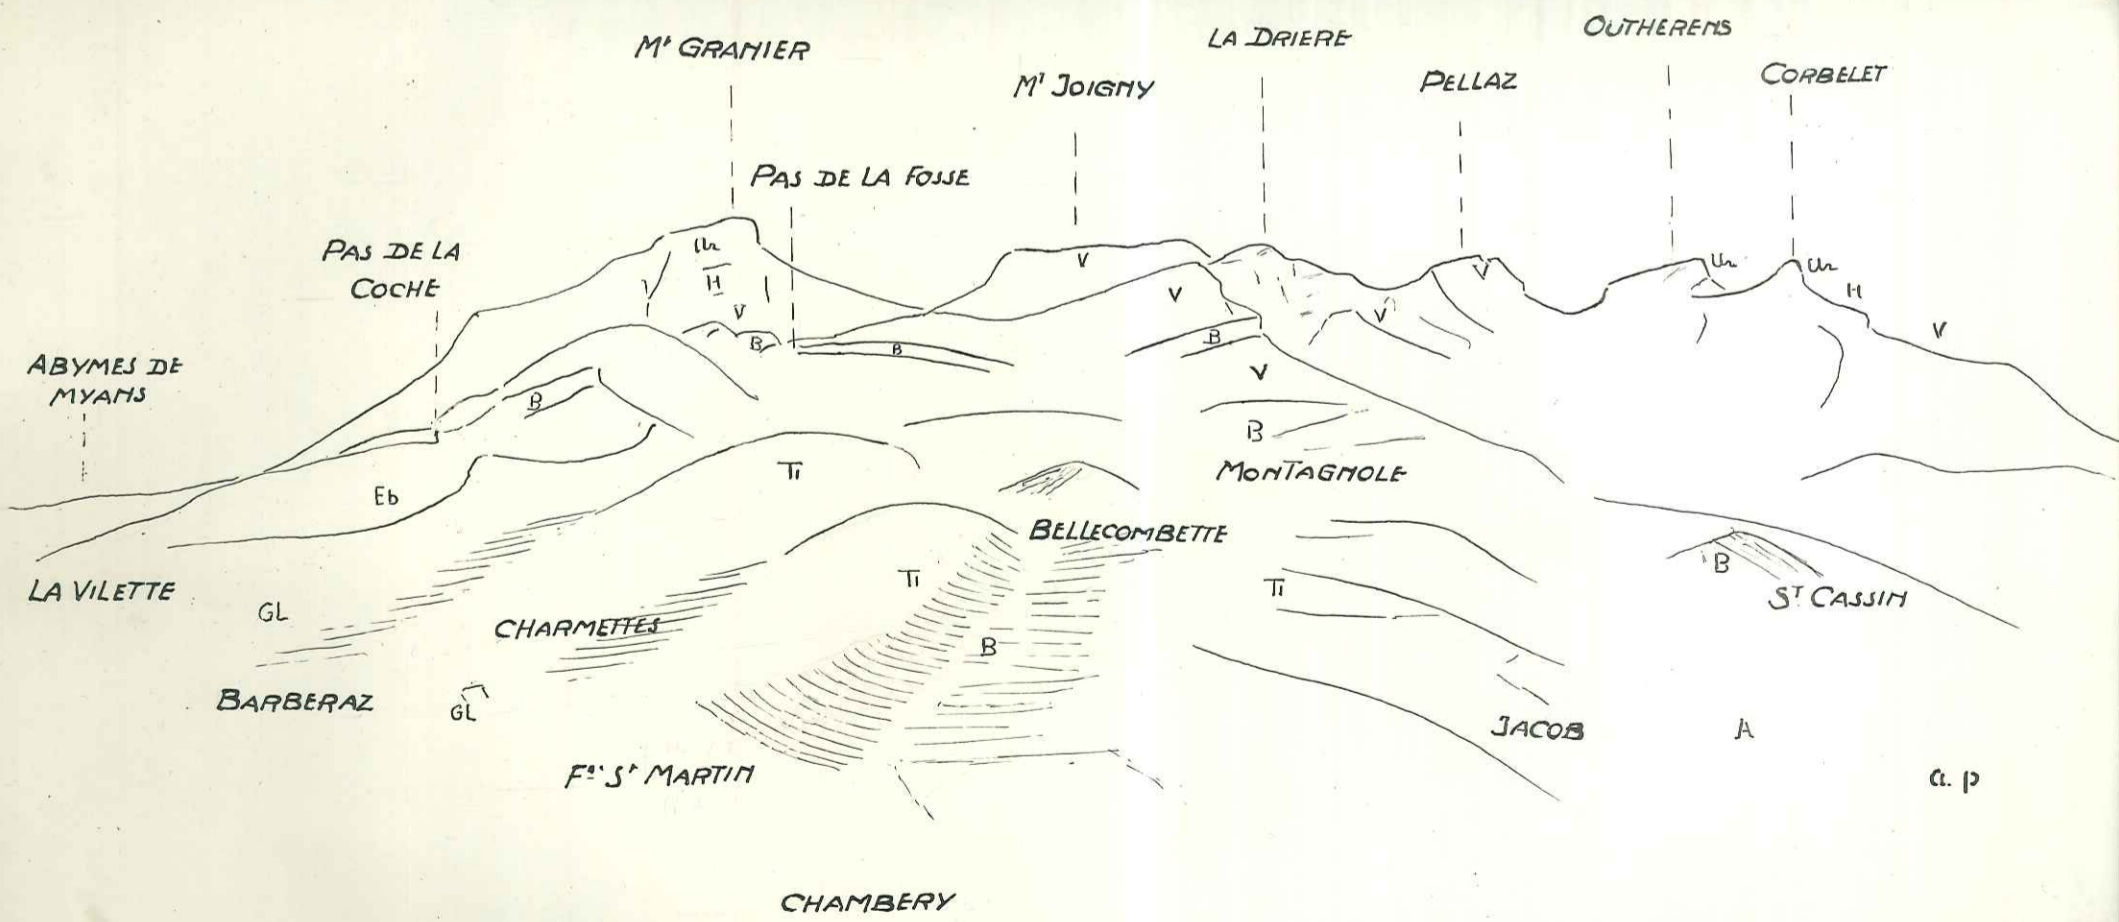 OUTHERENS
Mt GRANIER
LA DRIERE
Mt JOIGNY
PELLAZ
CORBELET
PAS DE LA FOSSE
PAS DE LA
COCHE
ABYMES DE
MYANS
Ur
H
V
B
B
V
V
B
V
V
V
Ur
Ur
H
V
B
Eb
Ti
B
MONTAGNOLE
BELLECOMBETTE
LA VILETTE
GL
CHARMETTES
Ti
B
Ti
B
ST CASSIN
BARBERAZ
GL
Fg St MARTIN
JACOB
A
a. p
CHAMBERY